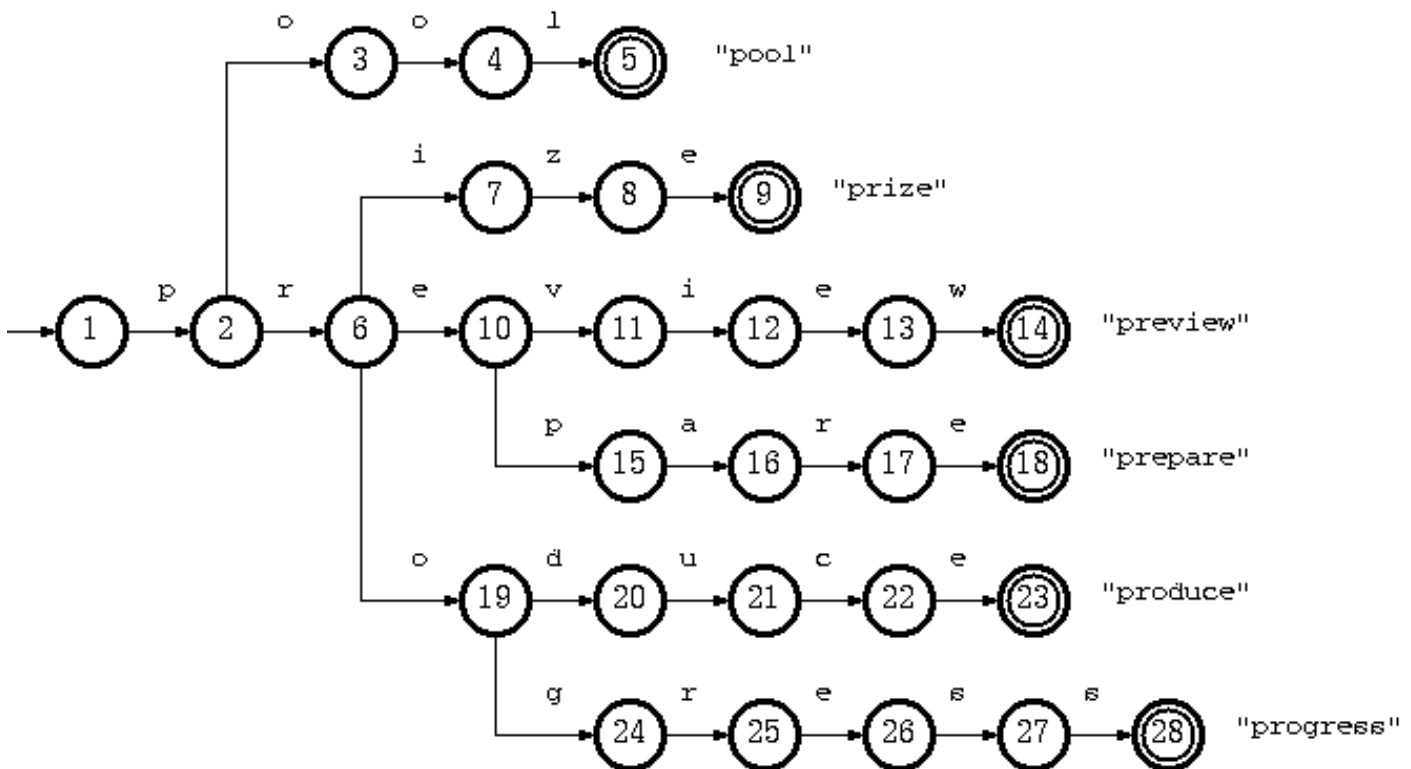 o o l
3 4 5 "pool"
i z e
7 8 9 "prize"
p r e v i e w
1 2 6 10 11 12 13 14 "preview"
p a r e
15 16 17 18 "prepare"
o d u c e
19 20 21 22 23 "produce"
g r e s s
24 25 26 27 28 "progress"